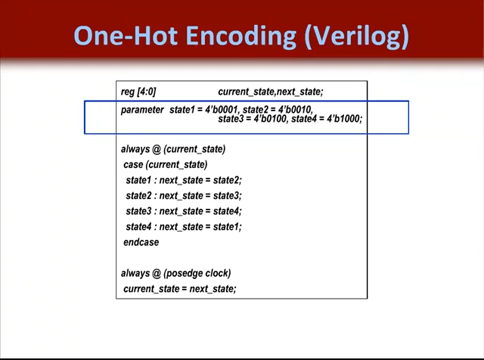 One-Hot Encoding (Verilog)
reg [4:0] current_state,next_state;
parameter state1 = 4'b0001, state2 = 4'b0010,
state3 = 4'b0100, state4 = 4'b1000;
always @ (current_state)
case (current_state)
state1 : next_state = state2;
state2 : next_state = state3;
state3 : next_state = state4;
state4 : next_state = state1;
endcase
always @ (posedge clock)
current_state = next_state;